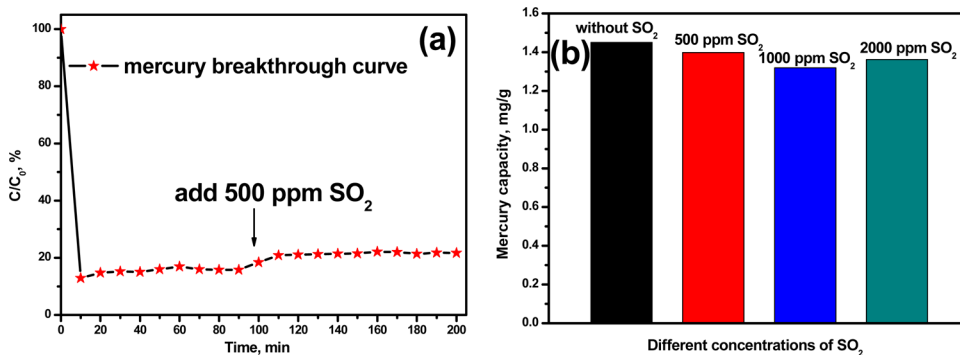 (a)
mercury breakthrough curve
add 500 ppm SO₂
C/C₀, %
100
80
60
40
20
0
0 20 40 60 80 100 120 140 160 180 200
Time, min
(b)
without SO₂
500 ppm SO₂
1000 ppm SO₂
2000 ppm SO₂
Mercury capacity, mg/g
1.6
1.4
1.2
1.0
0.8
0.6
0.4
0.2
0.0
Different concentrations of SO₂